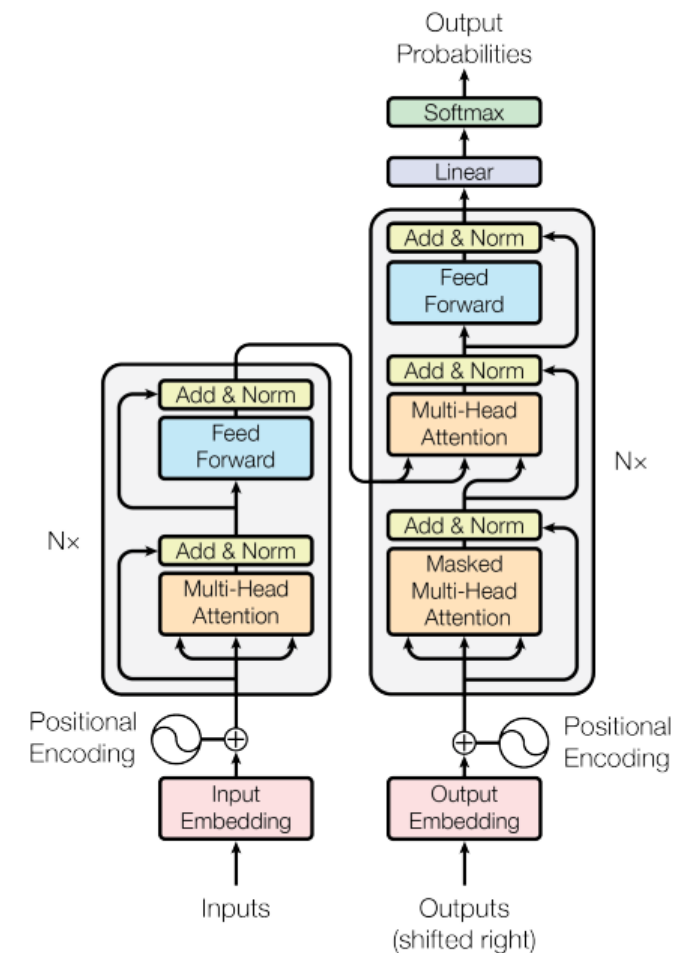 Output
Probabilities
Softmax
Linear
Add & Norm
Feed
Forward
Add & Norm
Multi-Head
Attention
Add & Norm
Masked
Multi-Head
Attention
N×
Add & Norm
Feed
Forward
Add & Norm
Multi-Head
Attention
N×
Positional
Encoding
Positional
Encoding
Input
Embedding
Output
Embedding
Inputs
Outputs
(shifted right)